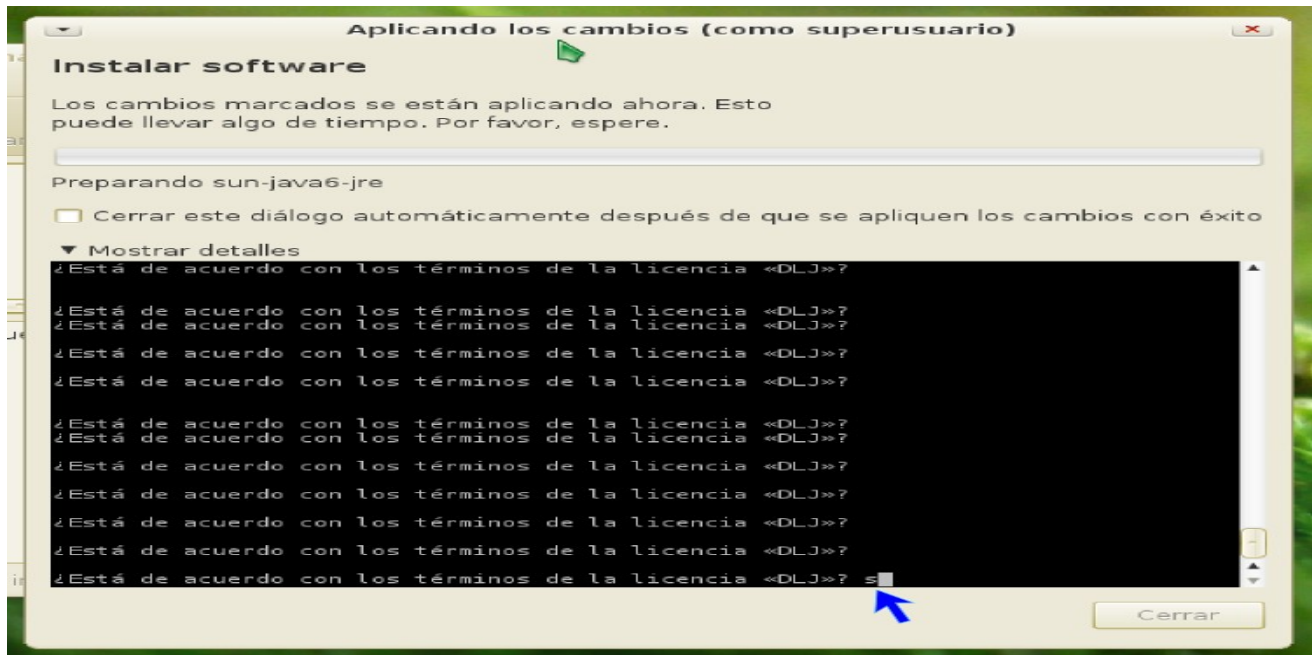 Aplicando los cambios (como superusuario)
Instalar software
Los cambios marcados se están aplicando ahora. Esto
puede llevar algo de tiempo. Por favor, espere.
Preparando sun-java6-jre
Cerrar este diálogo automáticamente después de que se apliquen los cambios con éxito
Mostrar detalles
¿Está de acuerdo con los términos de la licencia «DLJ»?
¿Está de acuerdo con los términos de la licencia «DLJ»?
¿Está de acuerdo con los términos de la licencia «DLJ»?
¿Está de acuerdo con los términos de la licencia «DLJ»?
¿Está de acuerdo con los términos de la licencia «DLJ»?
¿Está de acuerdo con los términos de la licencia «DLJ»?
¿Está de acuerdo con los términos de la licencia «DLJ»?
¿Está de acuerdo con los términos de la licencia «DLJ»?
¿Está de acuerdo con los términos de la licencia «DLJ»?
¿Está de acuerdo con los términos de la licencia «DLJ»?
¿Está de acuerdo con los términos de la licencia «DLJ»?
¿Está de acuerdo con los términos de la licencia «DLJ»? s
Cerrar